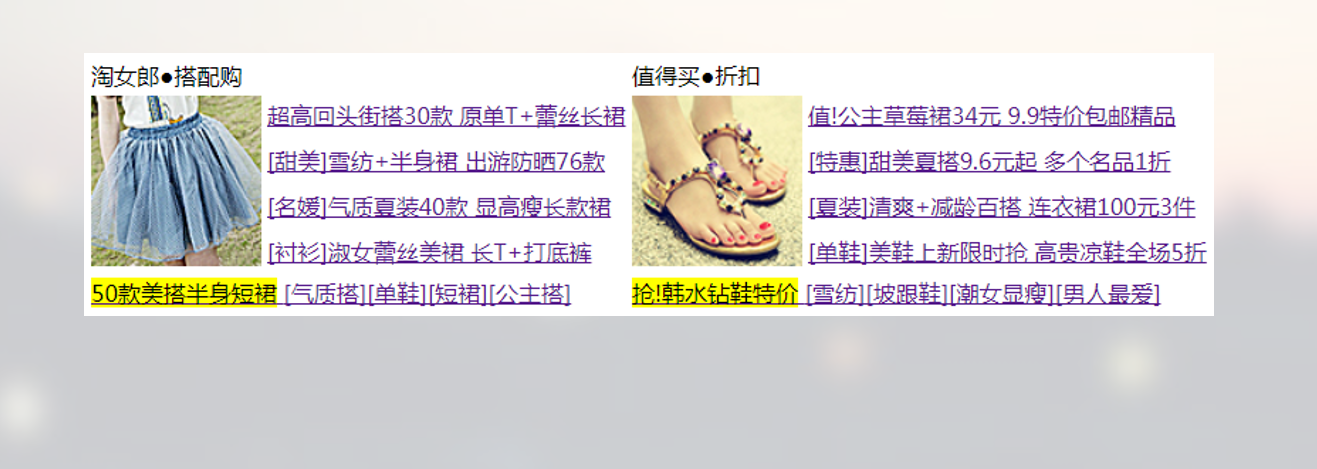 淘女郎●搭配购
超高回头街搭30款 原单T+蕾丝长裙
[甜美]雪纺+半身裙 出游防晒76款
[名媛]气质夏装40款 显高瘦长款裙
[衬衫]淑女蕾丝美裙 长T+打底裤
50款美搭半身短裙 [气质搭][单鞋][短裙][公主搭]
值得买●折扣
值!公主草莓裙34元 9.9特价包邮精品
[特惠]甜美夏搭9.6元起 多个名品1折
[夏装]清爽+减龄百搭 连衣裙100元3件
[单鞋]美鞋上新限时抢 高贵凉鞋全场5折
抢!韩水钻鞋特价 [雪纺][坡跟鞋][潮女显瘦][男人最爱]